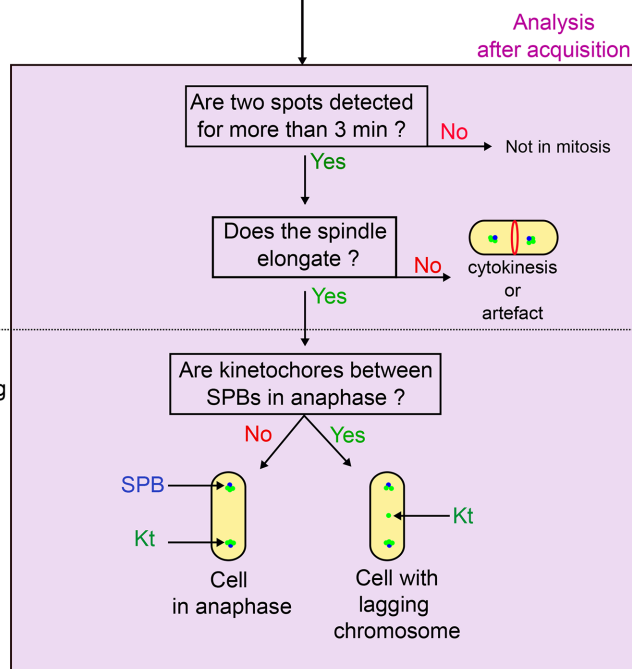 Analysis
after acquisition
Are two spots detected
for more than 3 min ?
No
Not in mitosis
Yes
Does the spindle
elongate ?
No
cytokinesis
or
artefact
Yes
g
Are kinetochores between
SPBs in anaphase ?
No
Yes
SPB
Kt
Kt
Cell
in anaphase
Cell with
lagging
chromosome